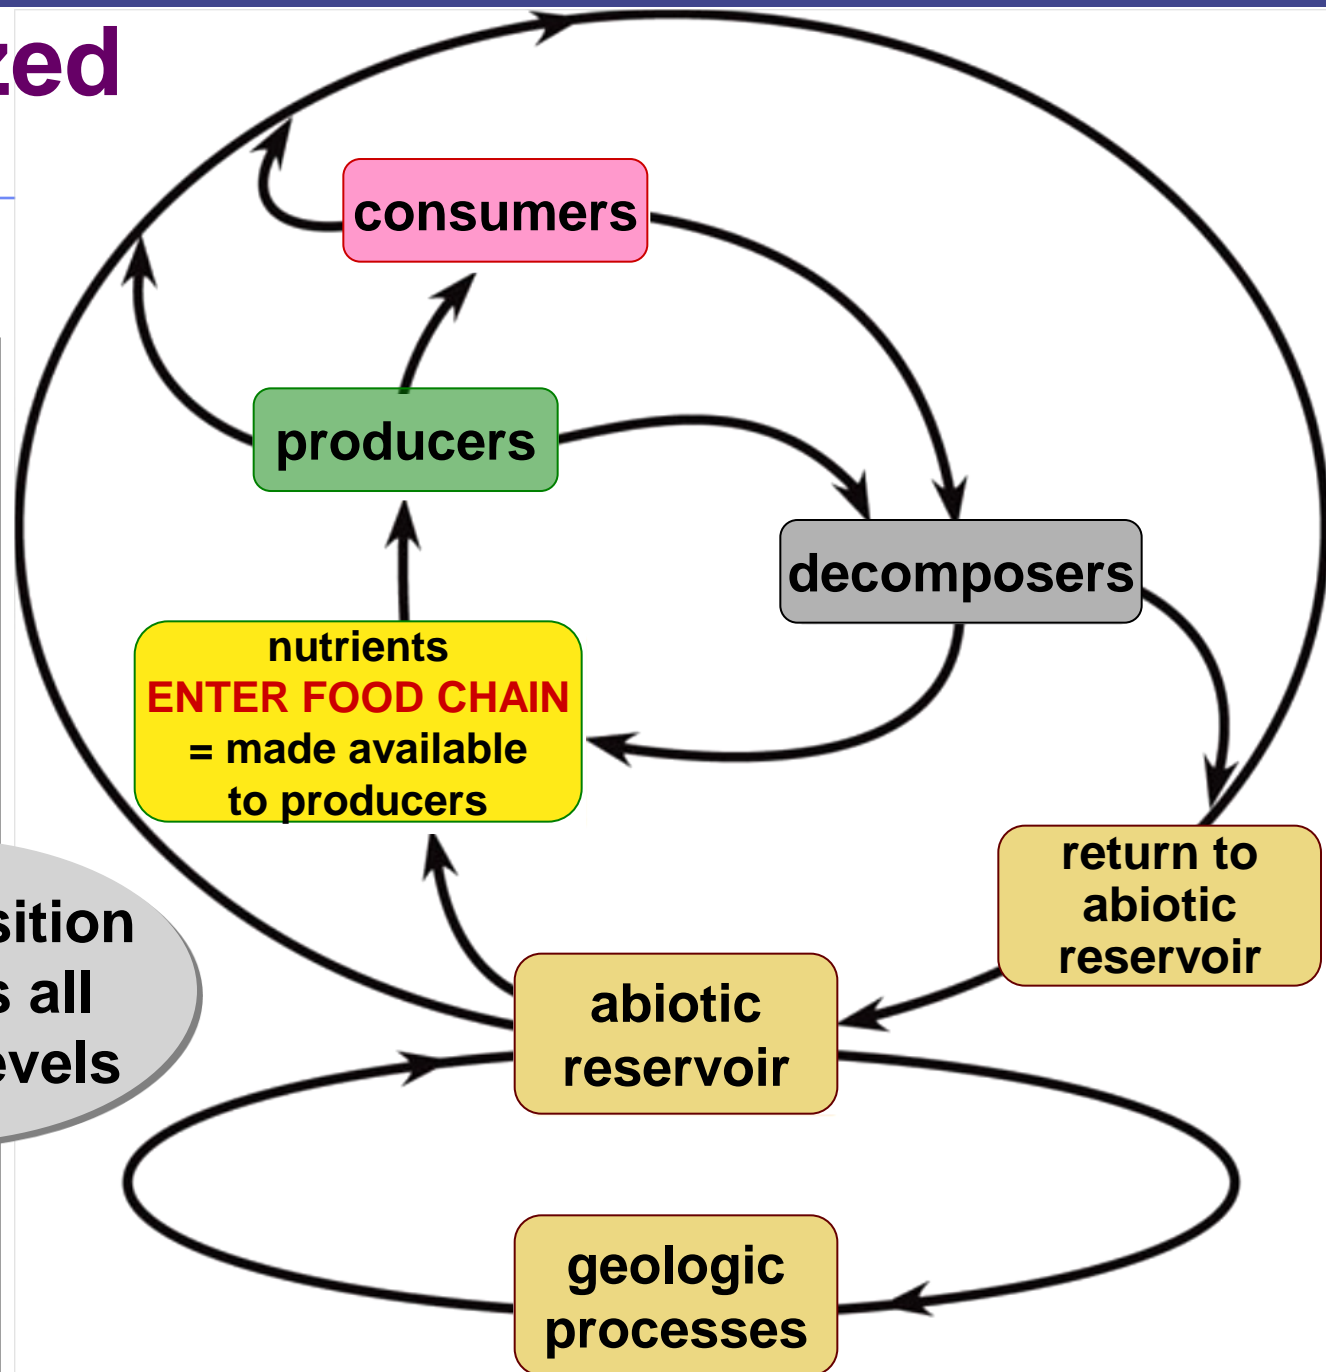 zed
consumers
producers
decomposers
nutrients
ENTER FOOD CHAIN
= made available
to producers
return to
abiotic
reservoir
sition
s all
evels
abiotic
reservoir
geologic
processes